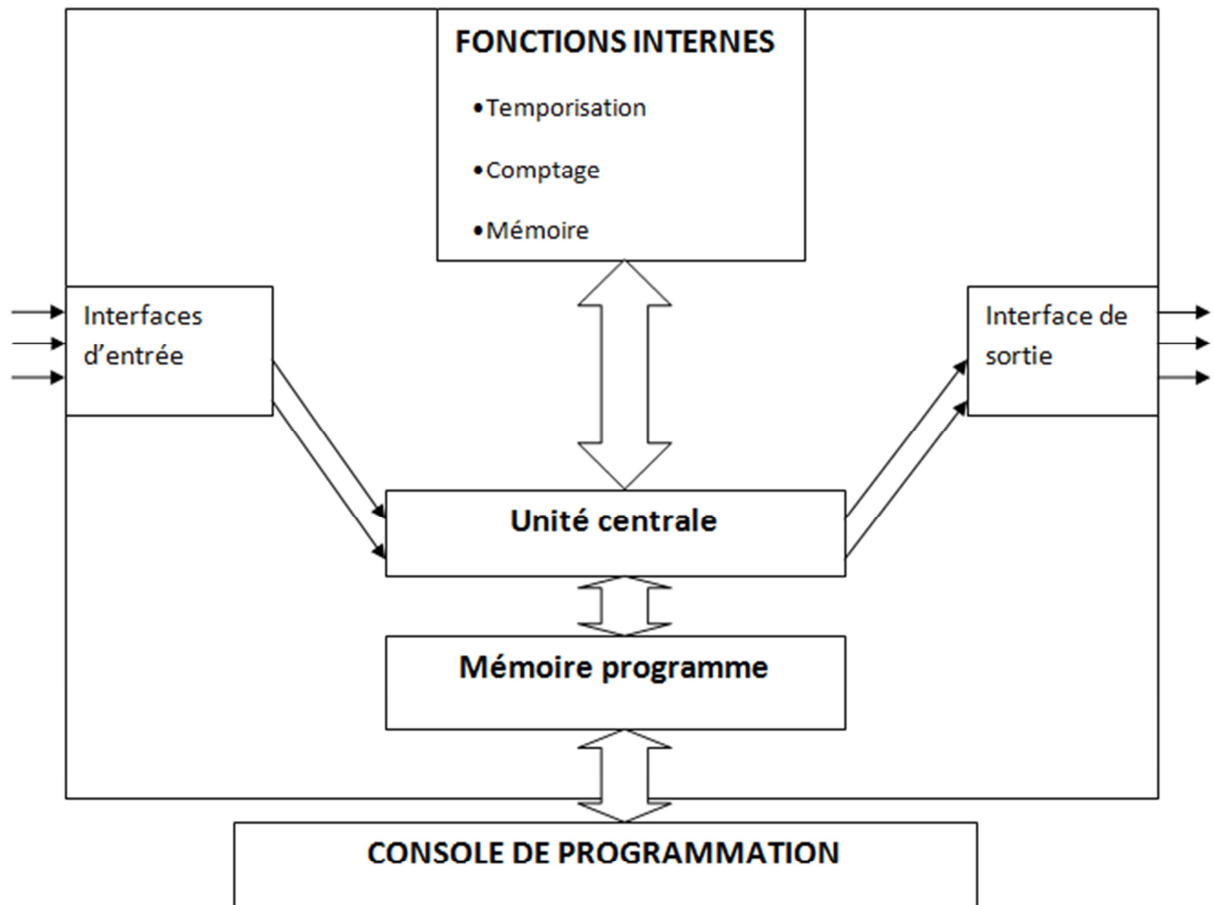 FONCTIONS INTERNES
•Temporisation
•Comptage
•Mémoire
Interfaces
d’entrée
Interface de
sortie
Unité centrale
Mémoire programme
CONSOLE DE PROGRAMMATION